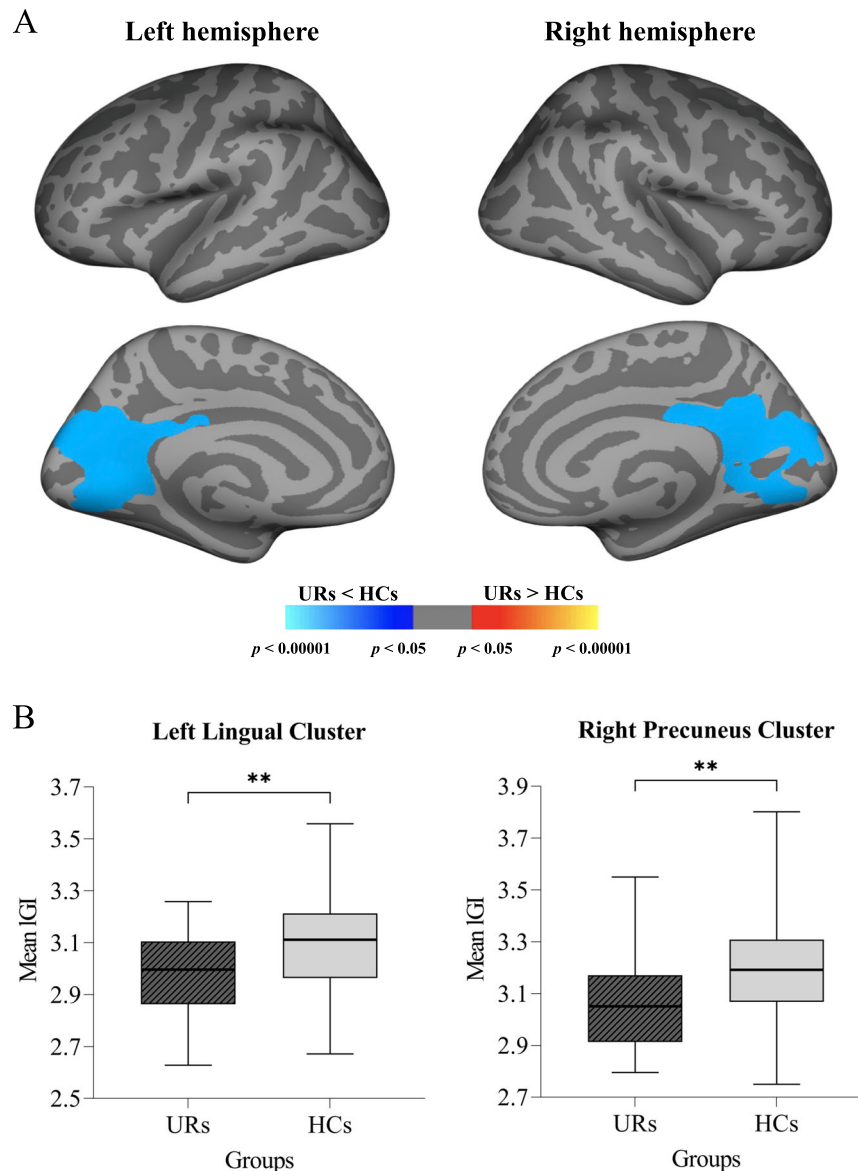 A
Left hemisphere
Right hemisphere
URs < HCs
URs > HCs
p < 0.00001
p < 0.05
p < 0.05
p < 0.00001
B
Left Lingual Cluster
**
3.7
3.5
3.3
3.1
2.9
2.7
2.5
Mean lGI
URs
HCs
Groups
Right Precuneus Cluster
**
3.9
3.7
3.5
3.3
3.1
2.9
2.7
Mean lGI
URs
HCs
Groups